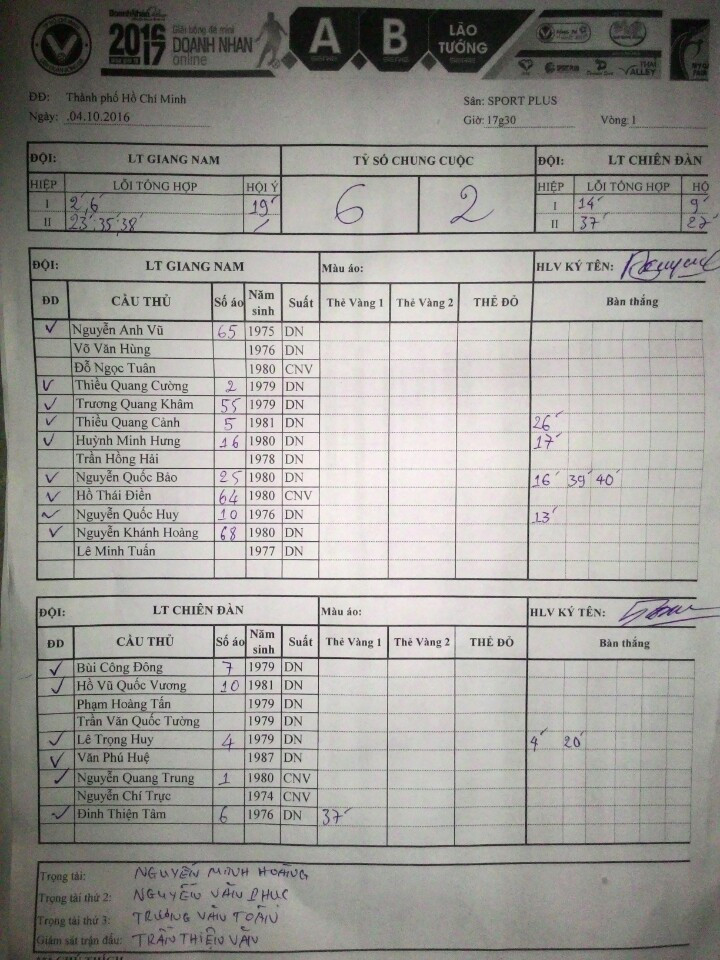 DoanhNhan
2016
2017
Giải bóng đá mini
DOANH NHAN
online
A B LÃO TƯỚNG
THAI VALLEY
ĐĐ: Thành phố Hồ Chí Minh Sân: SPORT PLUS
Ngày: .04.10.2016 Giờ: 17g30 Vòng: 1
ĐỘI: LT GIANG NAM TỶ SỐ CHUNG CUỘC ĐỘI: LT CHIÊN ĐÀN
HIỆP LỖI TỔNG HỢP HỘI Ý 6 2 HIỆP LỖI TỔNG HỢP HỘ
I 2′,6′ 19′ I 14′ 9′
II 23′;35′;38′ / II 37′ 27′
ĐỘI: LT GIANG NAM Màu áo: HLV KÝ TÊN:
ĐD CẦU THỦ Số áo Năm sinh Suất Thẻ Vàng 1 Thẻ Vàng 2 THẺ ĐỎ Bàn thắng
✓ Nguyễn Anh Vũ 65 1975 DN
Võ Văn Hùng 1976 DN
Đỗ Ngọc Tuân 1980 CNV
✓ Thiều Quang Cường 2 1979 DN
✓ Trương Quang Khâm 55 1979 DN
✓ Thiều Quang Cảnh 5 1981 DN 26′
✓ Huỳnh Minh Hưng 16 1980 DN 17′
Trần Hồng Hải 1978 DN
✓ Nguyễn Quốc Bảo 25 1980 DN 16′ 39′ 40′
✓ Hồ Thái Điền 64 1980 CNV
✓ Nguyễn Quốc Huy 10 1976 DN 13′
✓ Nguyễn Khánh Hoàng 68 1980 DN
Lê Minh Tuấn 1977 DN
ĐỘI: LT CHIÊN ĐÀN Màu áo: HLV KÝ TÊN:
ĐD CẦU THỦ Số áo Năm sinh Suất Thẻ Vàng 1 Thẻ Vàng 2 THẺ ĐỎ Bàn thắng
✓ Bùi Công Đông 7 1979 DN
✓ Hồ Vũ Quốc Vương 10 1981 DN
Phạm Hoàng Tấn 1979 DN
Trần Văn Quốc Tường 1979 DN
✓ Lê Trọng Huy 4 1979 DN 4′ 20′
✓ Văn Phú Huệ 1987 DN
✓ Nguyễn Quang Trung 1 1980 CNV
Nguyễn Chí Trực 1974 CNV
✓ Đinh Thiện Tâm 6 1976 DN 37′
Trọng tài: NGUYỄN MINH HOÀNG
Trọng tài thứ 2: NGUYỄN VĂN PHỤC
Trọng tài thứ 3: TRƯƠNG VĂN TOÀN
Giám sát trận đấu: TRẦN THIỆN VĂN